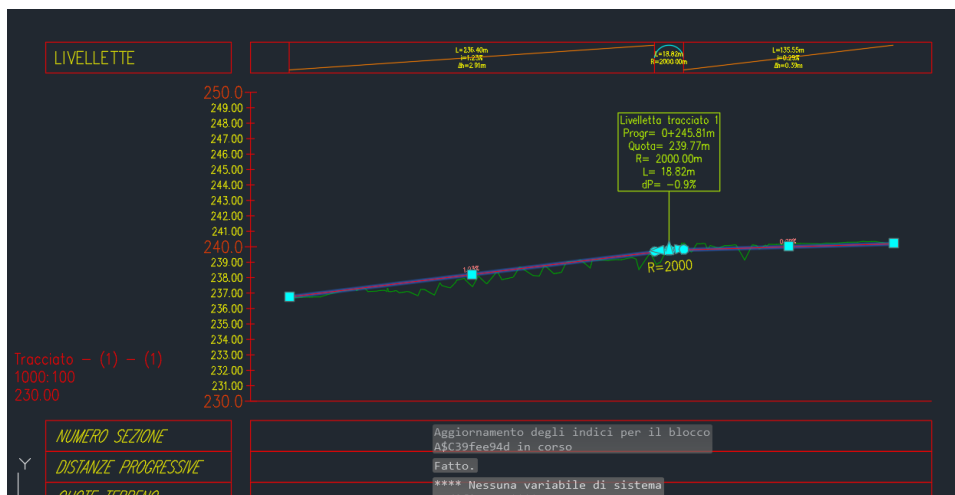 LIVELLETTE
L=236.40m
i=1.23%
Δh=2.91m
L=18.82m
R=2000.00m
L=135.55m
i=0.29%
Δh=0.39m
250.0
249.00
248.00
247.00
246.00
245.00
244.00
243.00
242.00
241.00
240.0
239.00
238.00
237.00
236.00
235.00
234.00
233.00
232.00
231.00
230.0
Livelletta tracciato 1
Progr= 0+245.81m
Quota= 239.77m
R= 2000.00m
L= 18.82m
dP= -0.9%
R=2000
Tracciato - (1) - (1)
1000:100
230.00
NUMERO SEZIONE
DISTANZE PROGRESSIVE
QUOTE TERRENO
Aggiornamento degli indici per il blocco
A$C39fee94d in corso
Fatto.
**** Nessuna variabile di sistema
Y